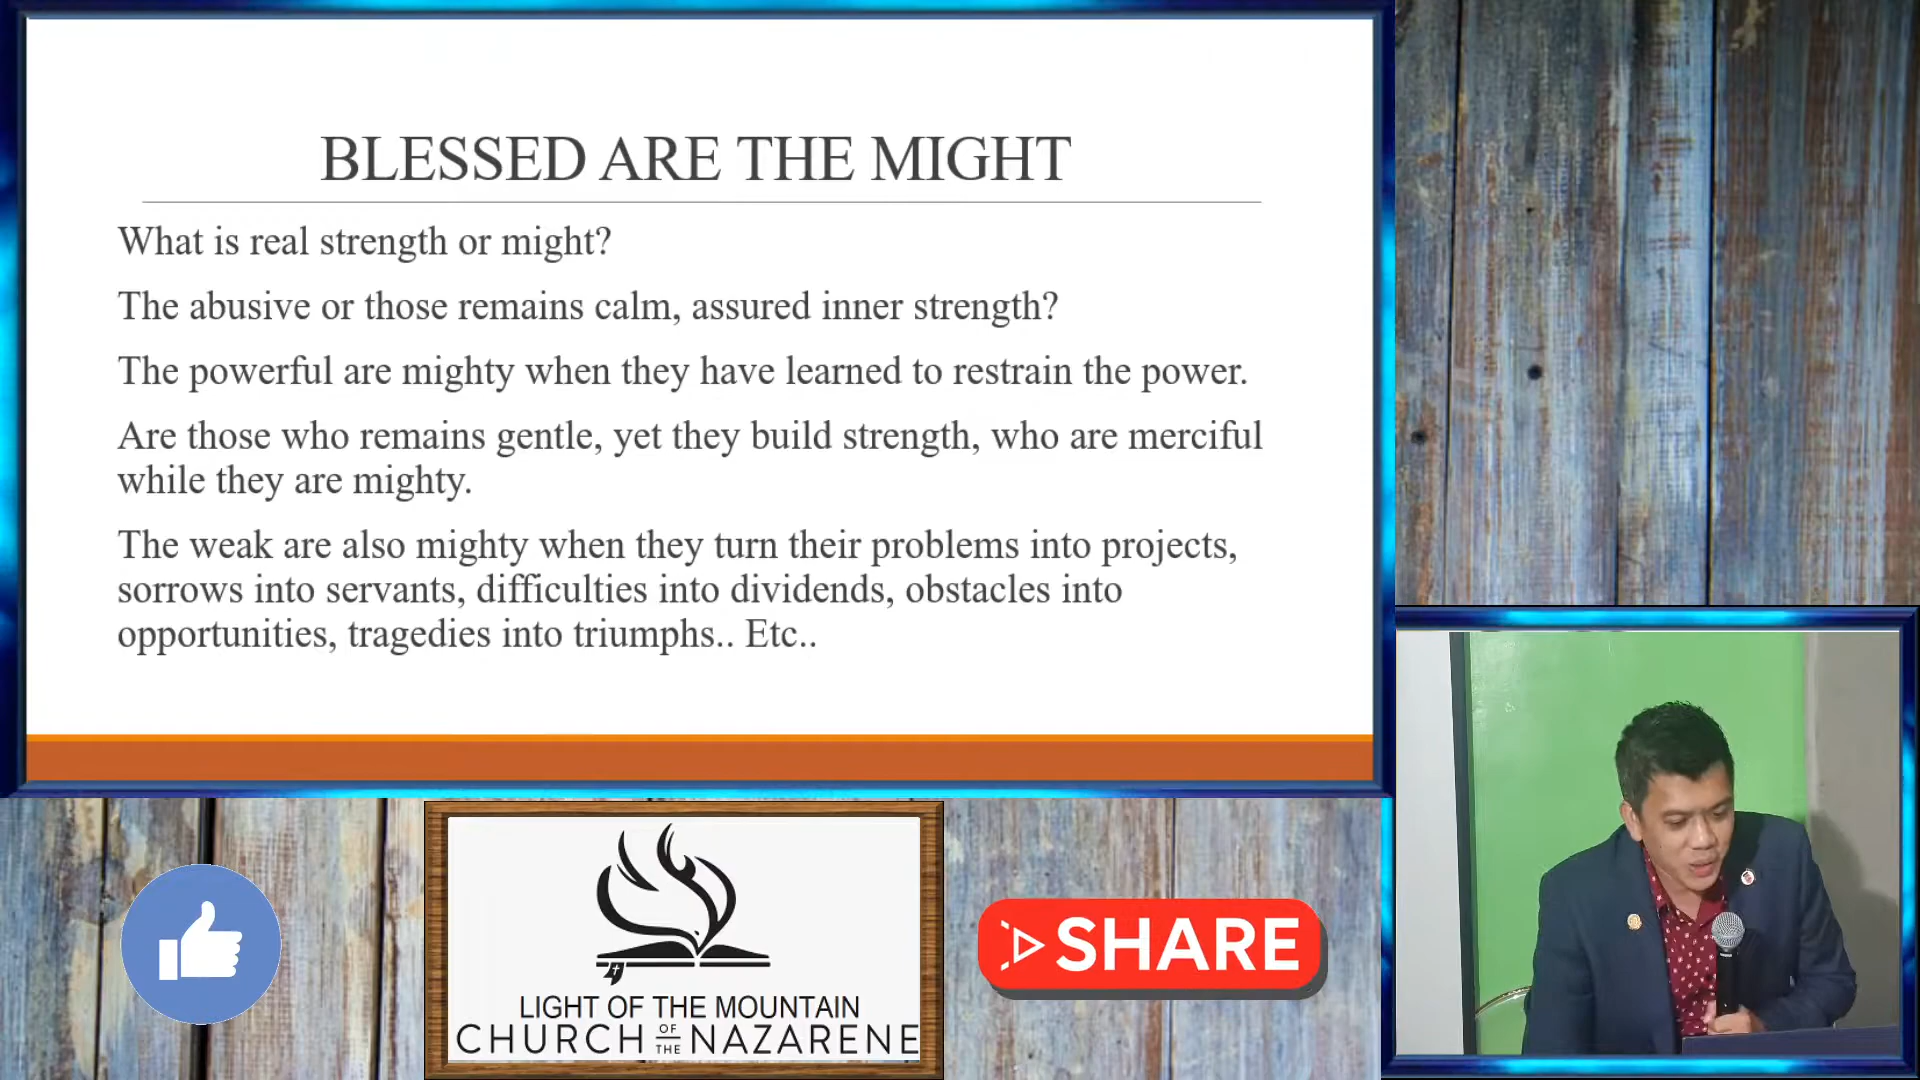 BLESSED ARE THE MIGHT
What is real strength or might?
The abusive or those remains calm, assured inner strength?
The powerful are mighty when they have learned to restrain the power.
Are those who remains gentle, yet they build strength, who are merciful
while they are mighty.
The weak are also mighty when they turn their problems into projects,
sorrows into servants, difficulties into dividends, obstacles into
opportunities, tragedies into triumphs.. Etc..
LIGHT OF THE MOUNTAIN
CHURCH OF THE NAZARENE
SHARE